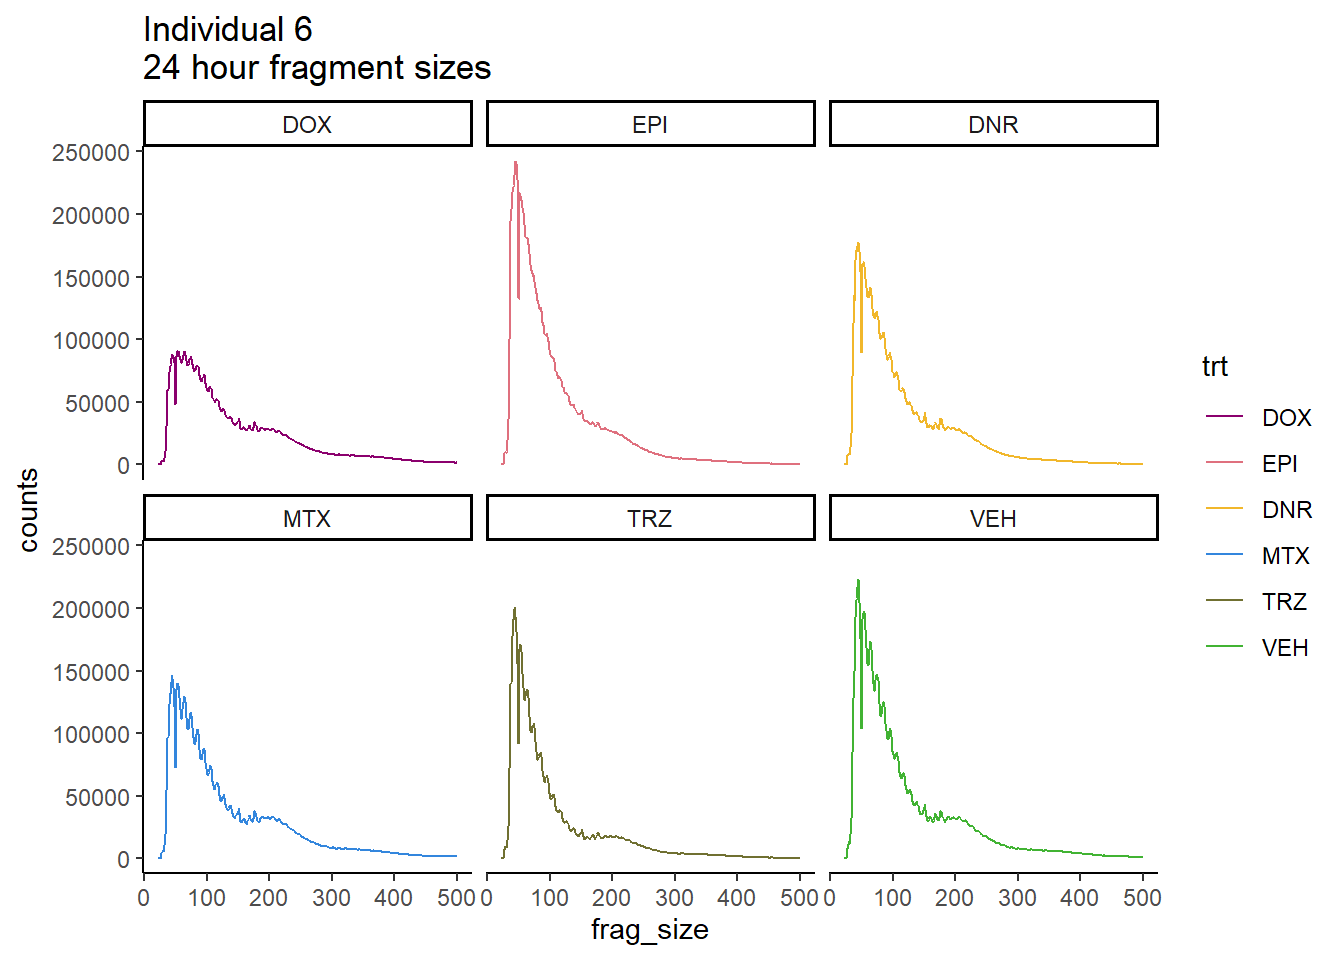 Individual 6
24 hour fragment sizes
DOX EPI DNR
250000
200000
150000
100000
50000
0
MTX TRZ VEH
250000
200000
150000
100000
50000
0
0 100 200 300 400 500 0 100 200 300 400 500 0 100 200 300 400 500
frag_size
counts
trt
DOX
EPI
DNR
MTX
TRZ
VEH